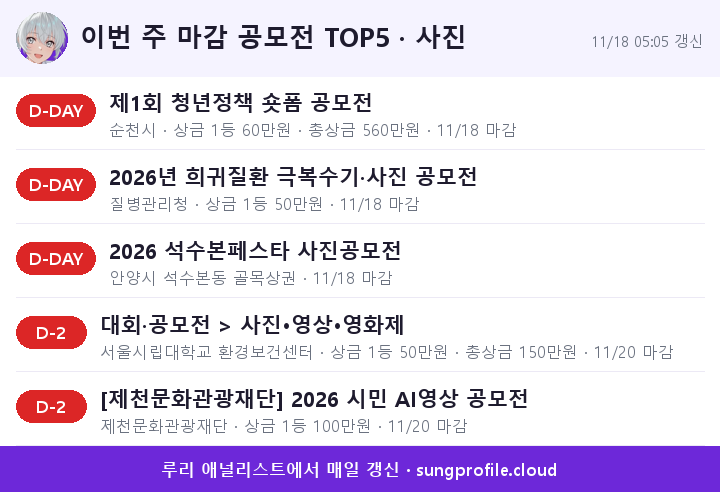 이번 주 마감 공모전 TOP5 · 사진
11/18 05:05 갱신
D-DAY
제1회 청년정책 숏폼 공모전
순천시 · 상금 1등 60만원 · 총상금 560만원 · 11/18 마감
D-DAY
2026년 희귀질환 극복수기·사진 공모전
질병관리청 · 상금 1등 50만원 · 11/18 마감
D-DAY
2026 석수본페스타 사진공모전
안양시 석수본동 골목상권 · 11/18 마감
D-2
대회·공모전 > 사진•영상•영화제
서울시립대학교 환경보건센터 · 상금 1등 50만원 · 총상금 150만원 · 11/20 마감
D-2
[제천문화관광재단] 2026 시민 AI영상 공모전
제천문화관광재단 · 상금 1등 100만원 · 11/20 마감
루리 애널리스트에서 매일 갱신 · sungprofile.cloud